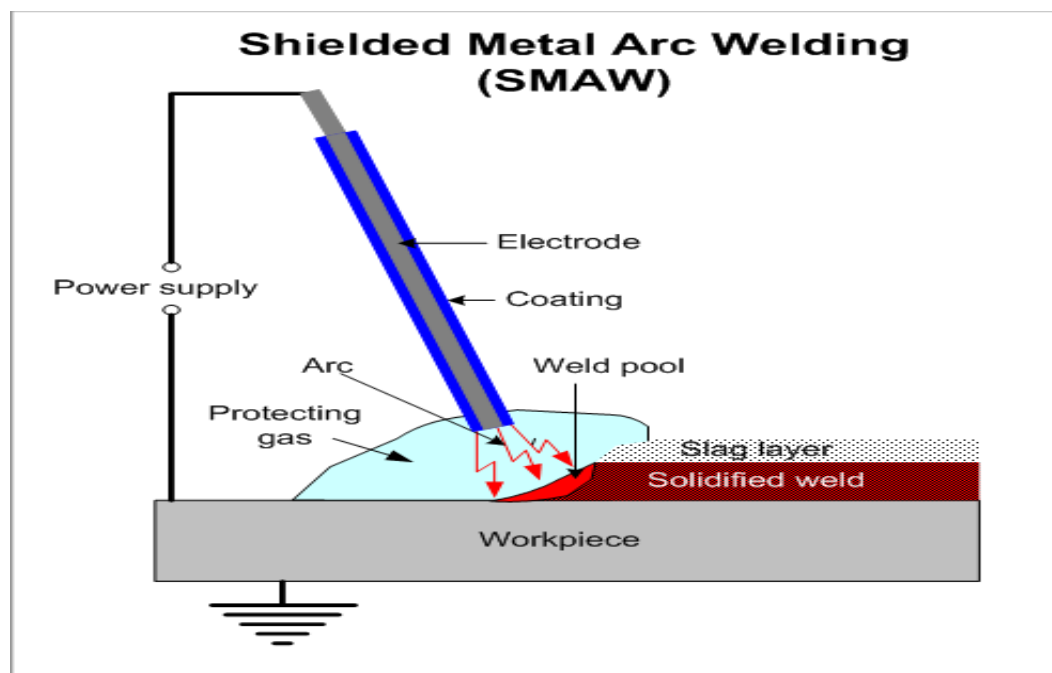 Shielded Metal Arc Welding
(SMAW)
Electrode
Power supply
Coating
Arc
Weld pool
Protecting
gas
Slag layer
Solidified weld
Workpiece